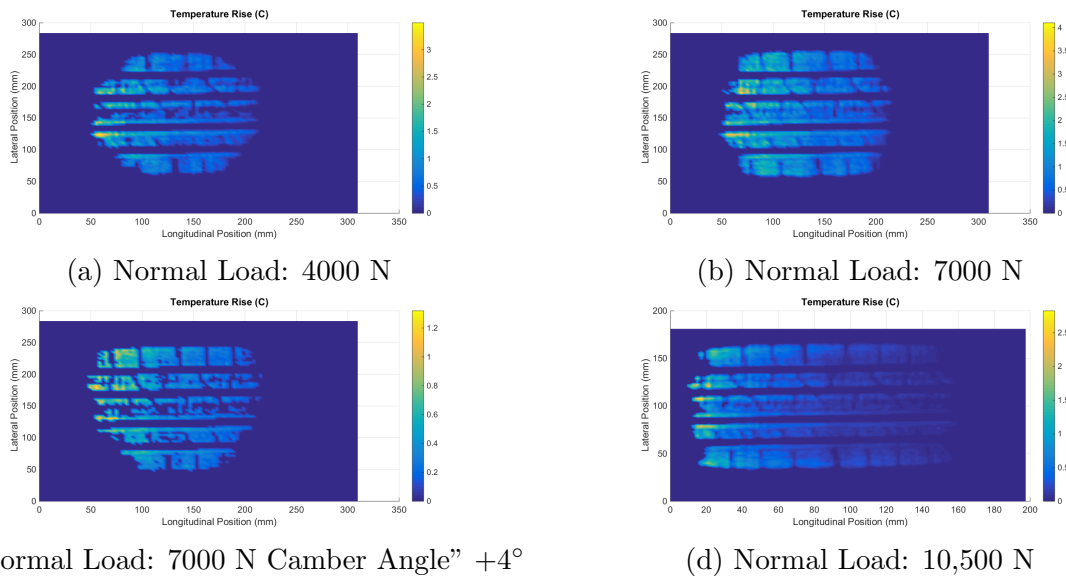 Temperature Rise (C)
300
250
200
150
100
50
0
Lateral Position (mm)
0 50 100 150 200 250 300 350
Longitudinal Position (mm)
3
2.5
2
1.5
1
0.5
0
(a) Normal Load: 4000 N
Temperature Rise (C)
300
250
200
150
100
50
0
Lateral Position (mm)
0 50 100 150 200 250 300 350
Longitudinal Position (mm)
4
3.5
3
2.5
2
1.5
1
0.5
0
(b) Normal Load: 7000 N
Temperature Rise (C)
300
250
200
150
100
50
0
Lateral Position (mm)
0 50 100 150 200 250 300 350
Longitudinal Position (mm)
1.2
1
0.8
0.6
0.4
0.2
0
ormal Load: 7000 N Camber Angle” +4°
Temperature Rise (C)
200
150
100
50
0
Lateral Position (mm)
0 20 40 60 80 100 120 140 160 180 200
Longitudinal Position (mm)
2.5
2
1.5
1
0.5
0
(d) Normal Load: 10,500 N